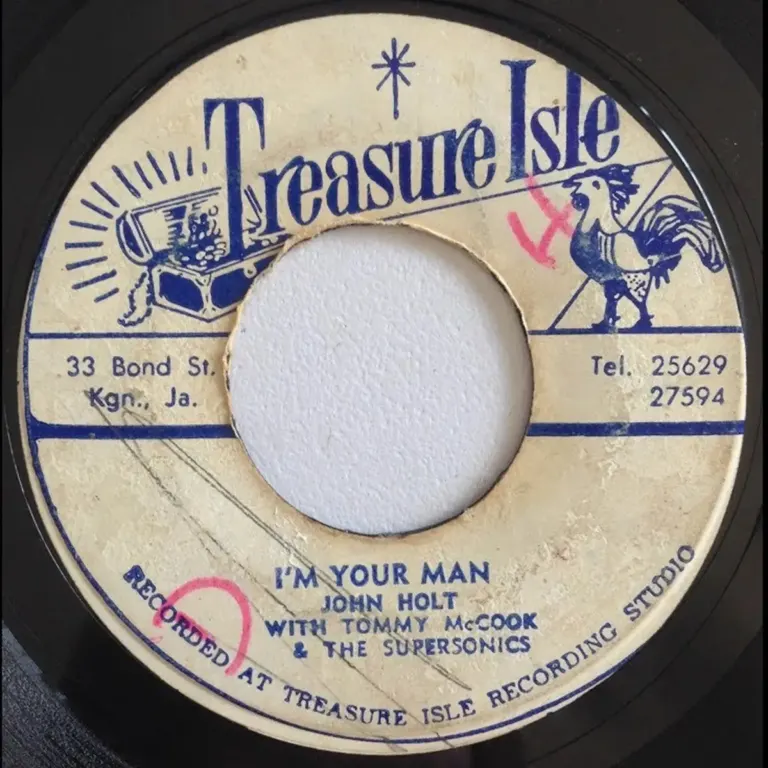 Treasure Isle
33 Bond St.
Kgn., Ja.
Tel. 25629
27594
I'M YOUR MAN
JOHN HOLT
WITH TOMMY McCOOK
& THE SUPERSONICS
RECORDED AT TREASURE ISLE RECORDING STUDIO